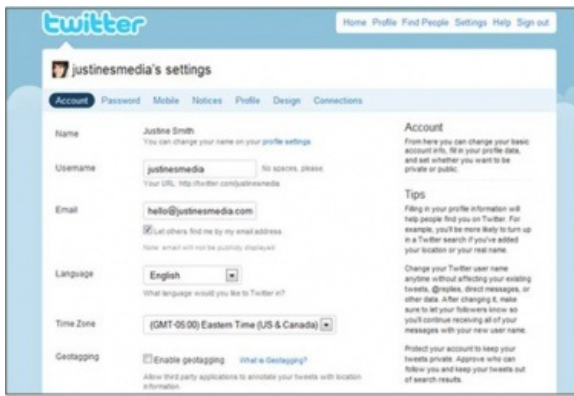 twitter
Home Profile Find People Settings Help Sign out
justinesmedia's settings
Account Password Mobile Notices Profile Design Connections
Name
Justine Smith
You can change your name on your profile settings
Username
justinesmedia
No spaces, please.
Your URL: http://twitter.com/justinesmedia
Email
hello@justinesmedia.com
Let others find me by my email address
Note: email will not be publicly displayed
Language
English
What language would you like to Twitter in?
Time Zone
(GMT-05:00) Eastern Time (US & Canada)
Geotagging
Enable geotagging What is Geotagging?
Allow third party applications to annotate your tweets with location
information.
Account
From here you can change your basic
account info, fill in your profile data,
and set whether you want to be
private or public.
Tips
Filling in your profile information will
help people find you on Twitter. For
example, you'll be more likely to turn up
in a Twitter search if you've added
your location or your real name.
Change your Twitter user name
anytime without affecting your existing
tweets, @replies, direct messages, or
other data. After changing it, make
sure to let your followers know so
you'll continue receiving all of your
messages with your new user name.
Protect your account to keep your
tweets private. Approve who can
follow you and keep your tweets out
of search results.